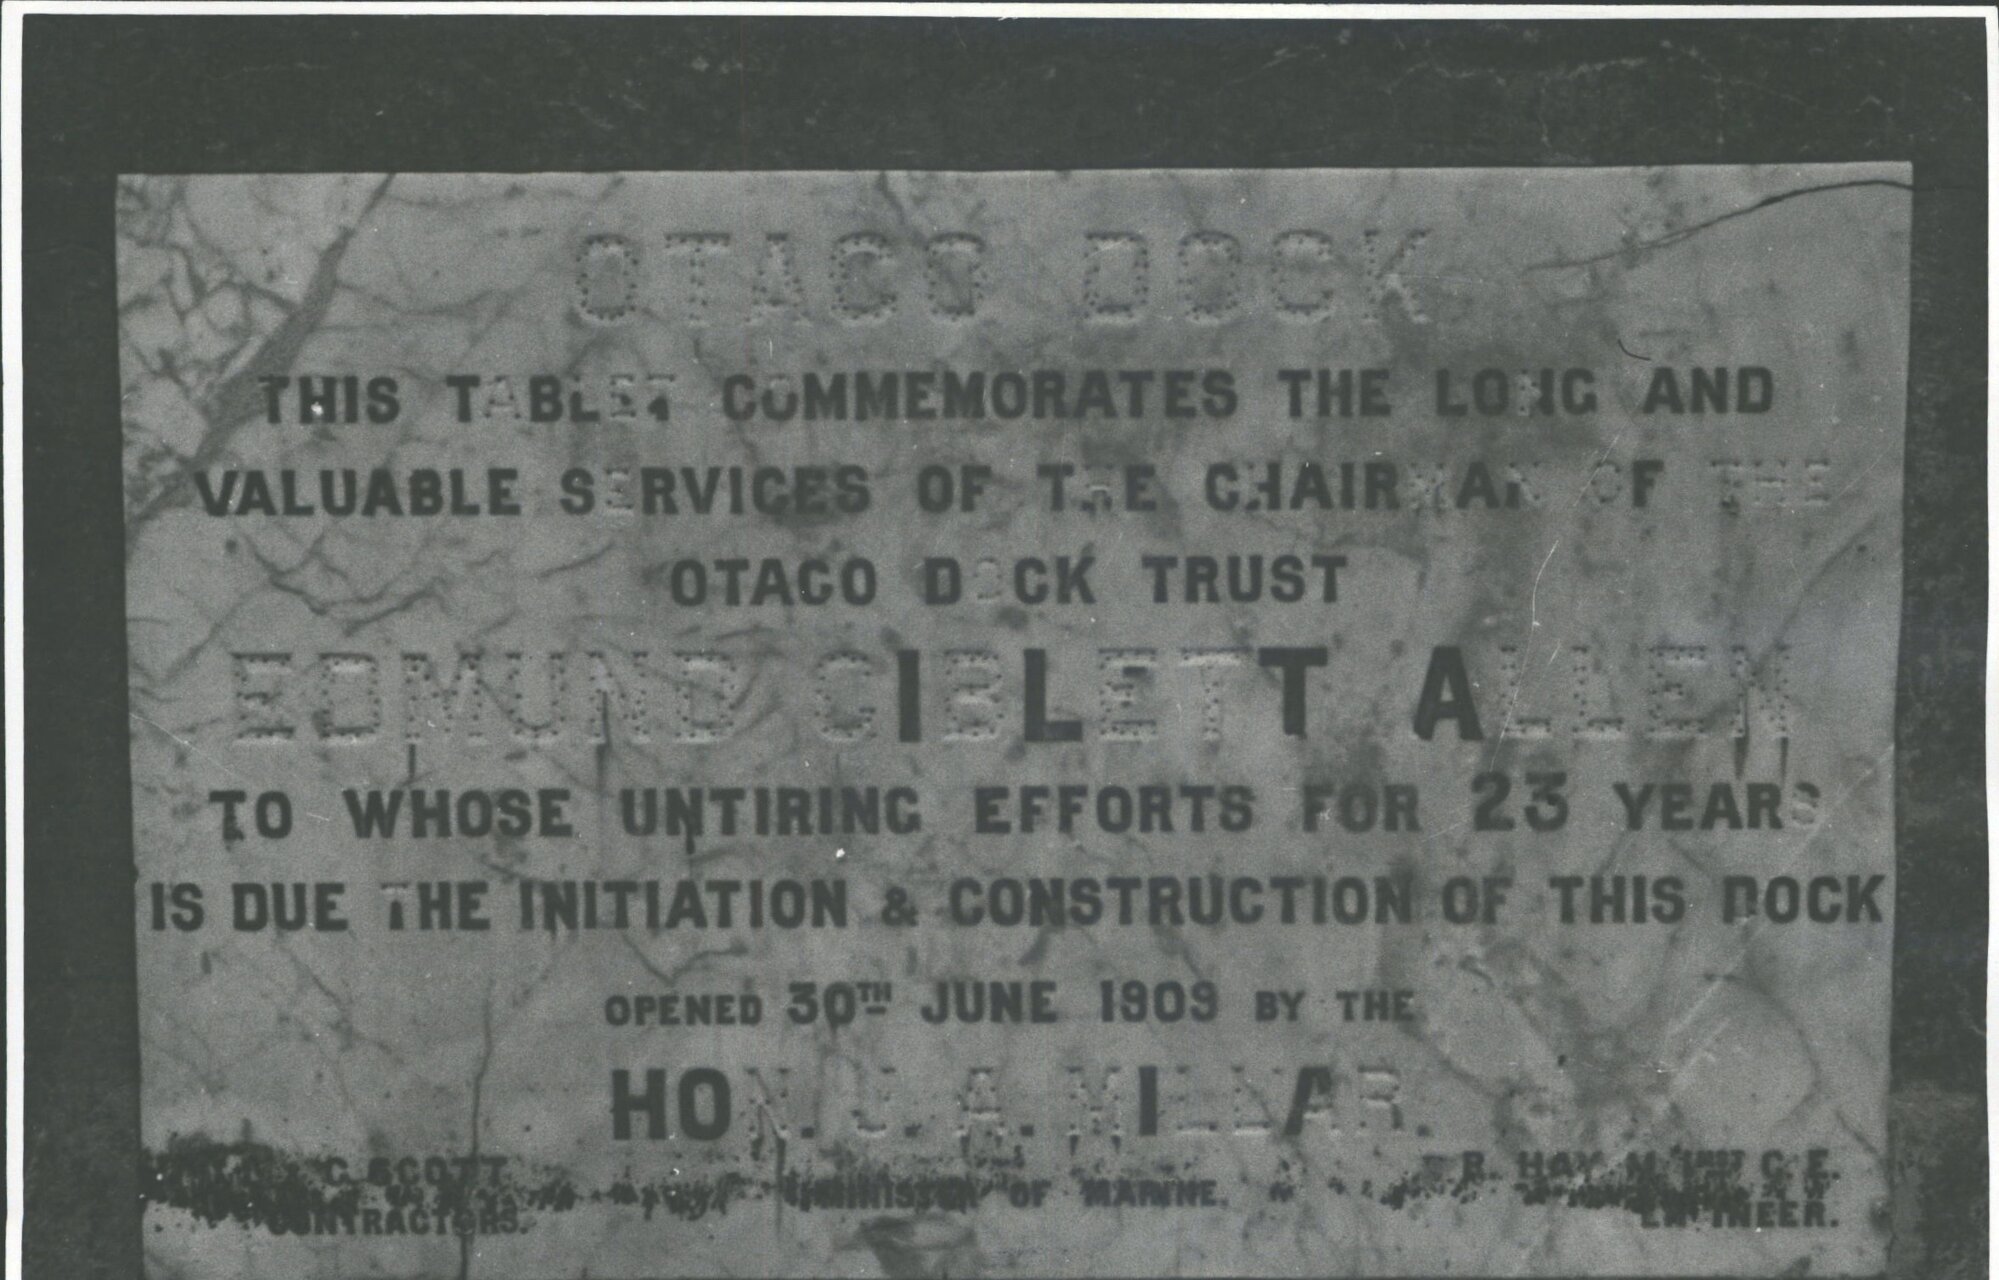 OTAGO DOCK
THIS TABLET COMMEMORATES THE LONG AND
VALUABLE SERVICES OF THE CHAIRMAN OF THE
OTAGO DOCK TRUST
EDMUND GIBLETT ALLEN
TO WHOSE UNTIRING EFFORTS FOR 23 YEARS
IS DUE THE INITIATION & CONSTRUCTION OF THIS DOCK
OPENED 30TH JUNE 1909 BY THE
HON. J. A. MILLAR.
C. SCOTT
CONTRACTORS.
MINISTER OF MARINE.
R. HAY M. INST C. E.
ENGINEER.